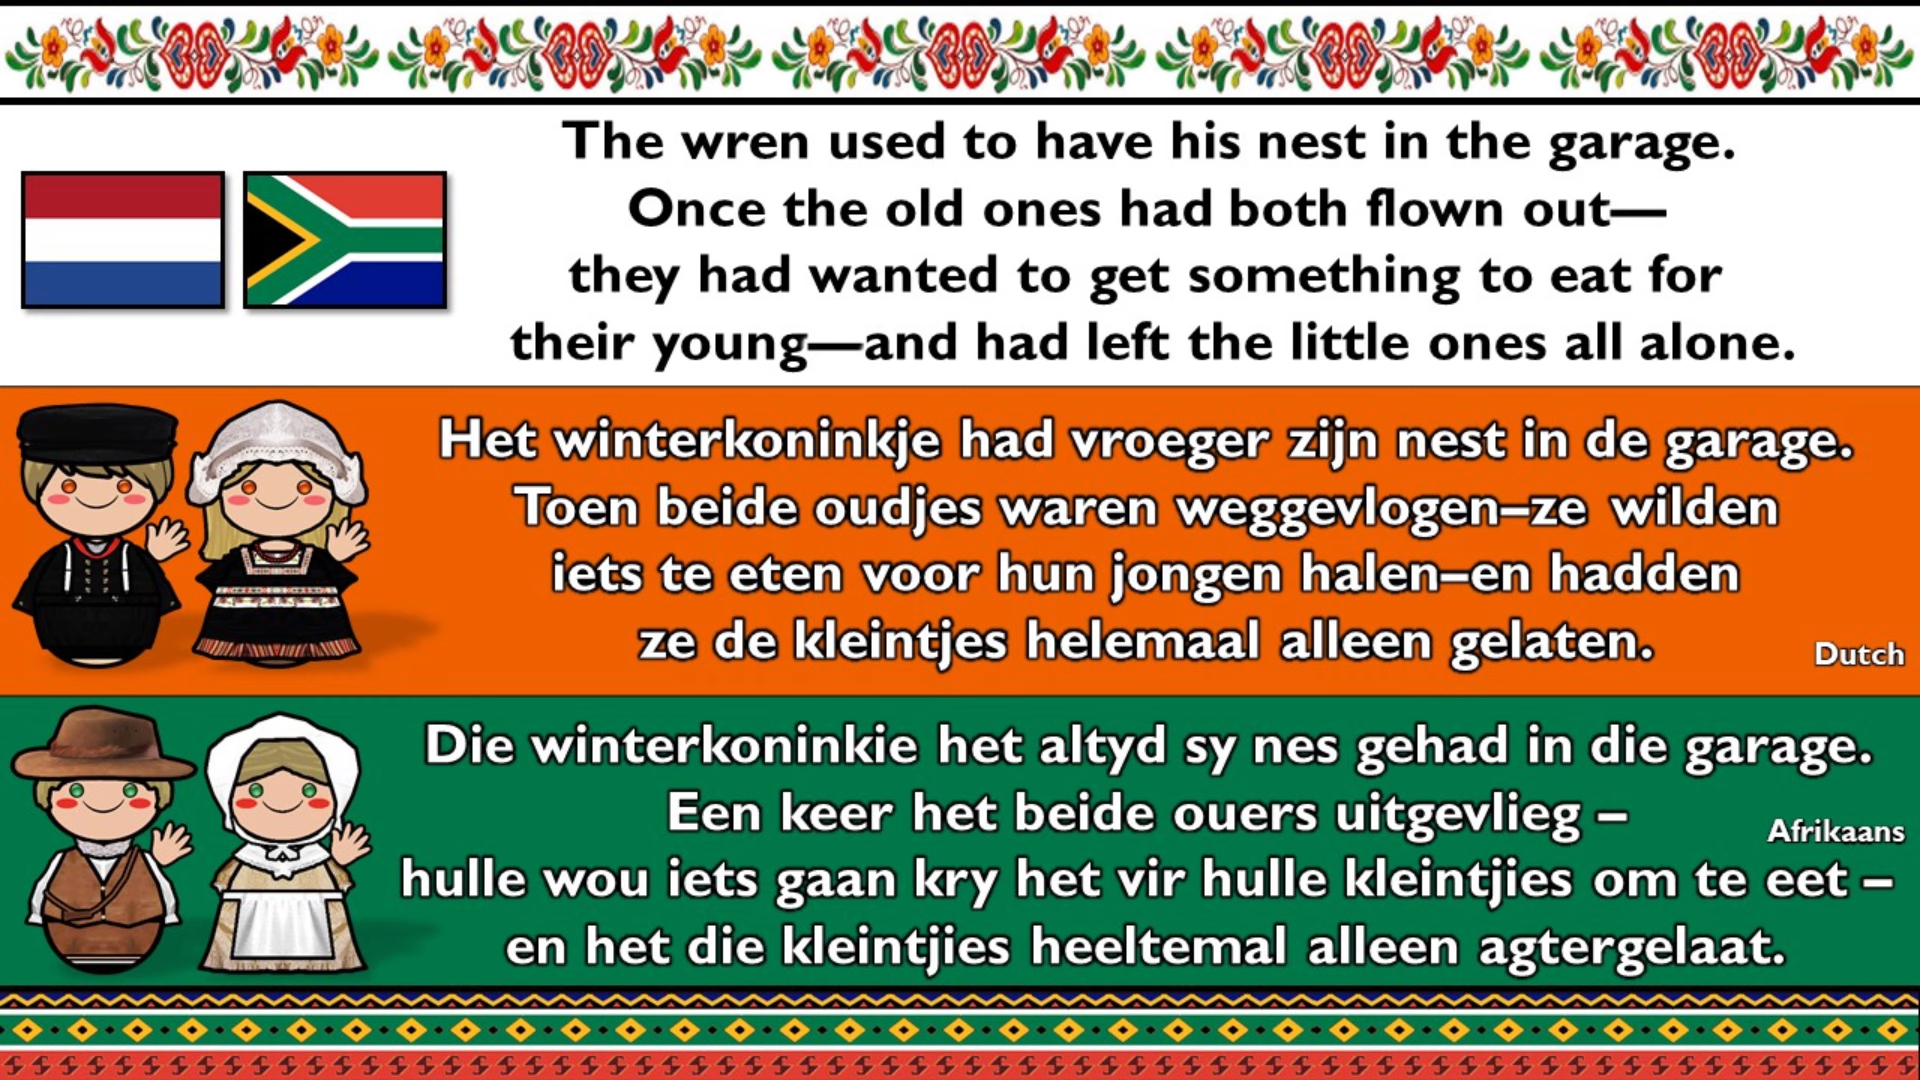 The wren used to have his nest in the garage.
Once the old ones had both flown out—
they had wanted to get something to eat for
their young—and had left the little ones all alone.
Het winterkoninkje had vroeger zijn nest in de garage.
Toen beide oudjes waren weggevlogen–ze wilden
iets te eten voor hun jongen halen–en hadden
ze de kleintjes helemaal alleen gelaten.
Dutch
Die winterkoninkie het altyd sy nes gehad in die garage.
Een keer het beide ouers uitgevlieg –
Afrikaans
hulle wou iets gaan kry het vir hulle kleintjies om te eet –
en het die kleintjies heeltemal alleen agtergelaat.